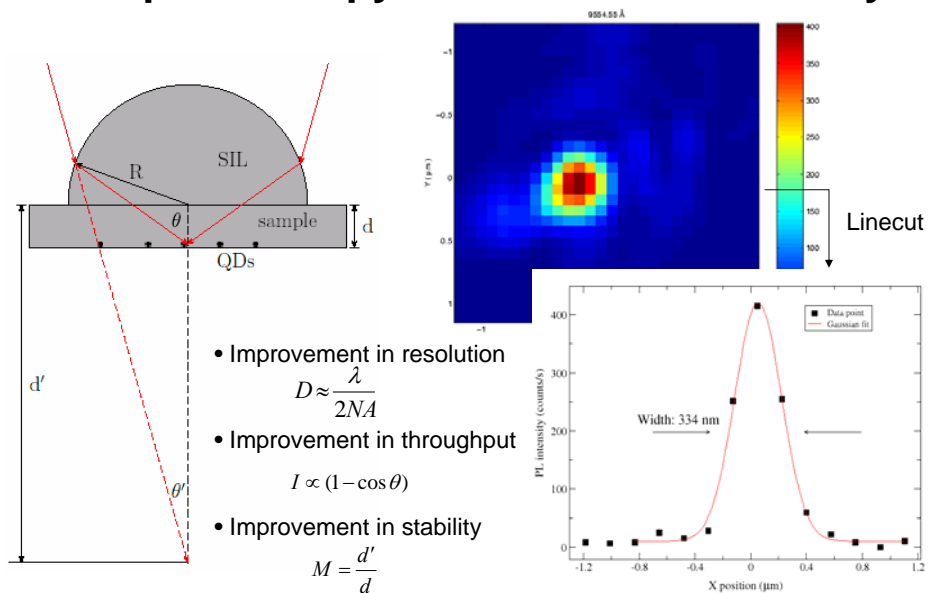 SIL
R
θ
sample
d
QDs
d′
θ′
• Improvement in resolution
D ≈ λ / 2NA
• Improvement in throughput
I ∝ (1 − cos θ)
• Improvement in stability
M = d′ / d
9554.55 Å
−1
−0.5
0
0.5
1
Y ( μ m )
−1
400
350
300
250
200
150
100
Linecut
Data point
Gaussian fit
Width: 334 nm
PL intensity (counts/s)
400
300
200
100
0
-1.2
-0.8
-0.4
0
0.4
0.8
1.2
X position (μm)